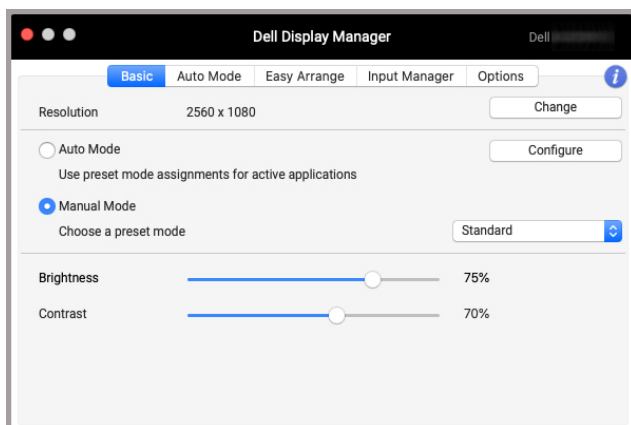 Dell Display Manager
Dell
Basic Auto Mode Easy Arrange Input Manager Options i
Resolution 2560 x 1080 Change
Auto Mode Configure
Use preset mode assignments for active applications
Manual Mode
Choose a preset mode Standard
Brightness 75%
Contrast 70%